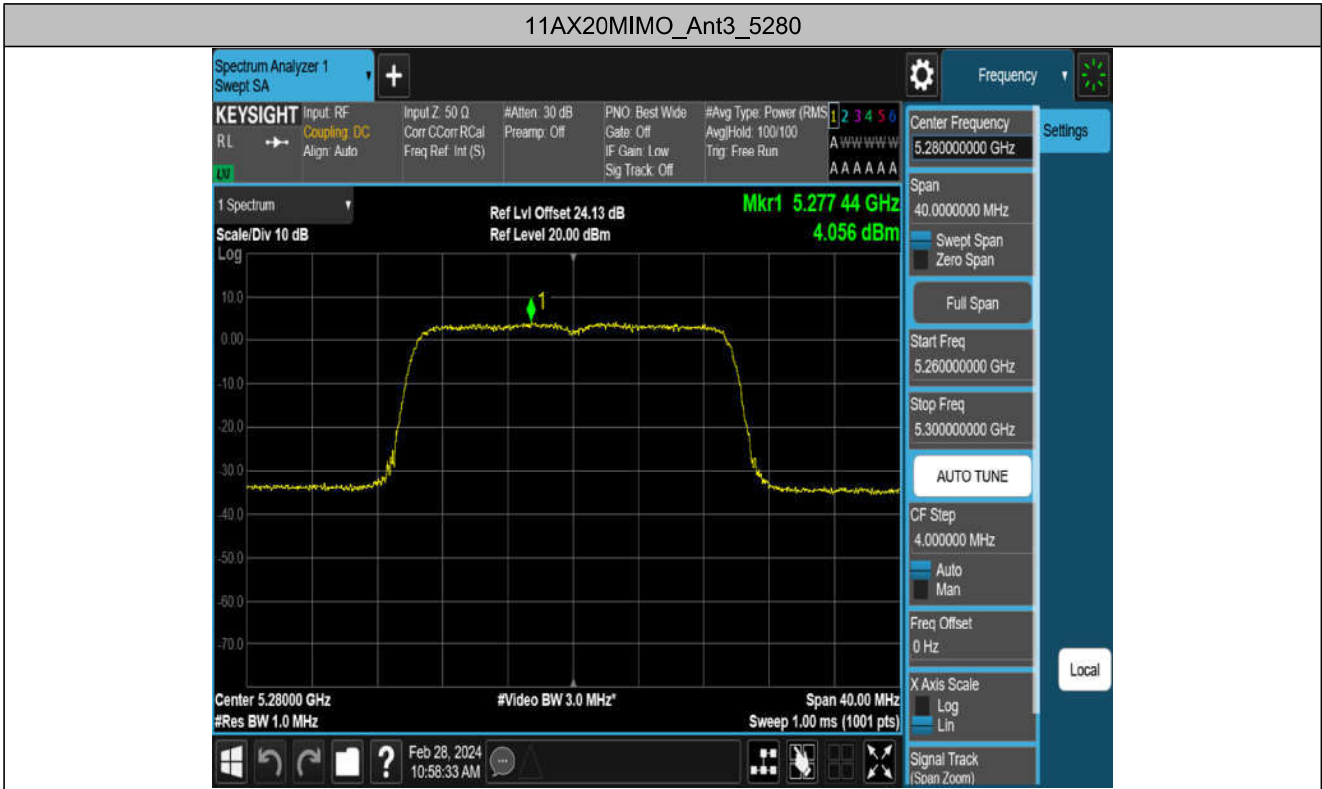 11AX20MIMO_Ant3_5280
Spectrum Analyzer 1
Swept SA
+
Frequency
KEYSIGHT
RL
LXI
Input: RF
Coupling: DC
Align: Auto
Input Z: 50 Ω
Corr CCorr RCal
Freq Ref: Int (S)
#Atten: 30 dB
Preamp: Off
PNO: Best Wide
Gate: Off
IF Gain: Low
Sig Track: Off
#Avg Type: Power (RMS
Avg|Hold: 100/100
Trig: Free Run
1 2 3 4 5 6
A W W W W W
A A A A A A
1 Spectrum
Scale/Div 10 dB
Log
Ref Lvl Offset 24.13 dB
Ref Level 20.00 dBm
Mkr1 5.277 44 GHz
4.056 dBm
1
10.0
0.00
-10.0
-20.0
-30.0
-40.0
-50.0
-60.0
-70.0
Center 5.28000 GHz
#Res BW 1.0 MHz
#Video BW 3.0 MHz*
Span 40.00 MHz
Sweep 1.00 ms (1001 pts)
?
Feb 28, 2024
10:58:33 AM
Center Frequency
5.280000000 GHz
Settings
Span
40.0000000 MHz
Swept Span
Zero Span
Full Span
Start Freq
5.260000000 GHz
Stop Freq
5.300000000 GHz
AUTO TUNE
CF Step
4.000000 MHz
Auto
Man
Freq Offset
0 Hz
Local
X Axis Scale
Log
Lin
Signal Track
(Span Zoom)